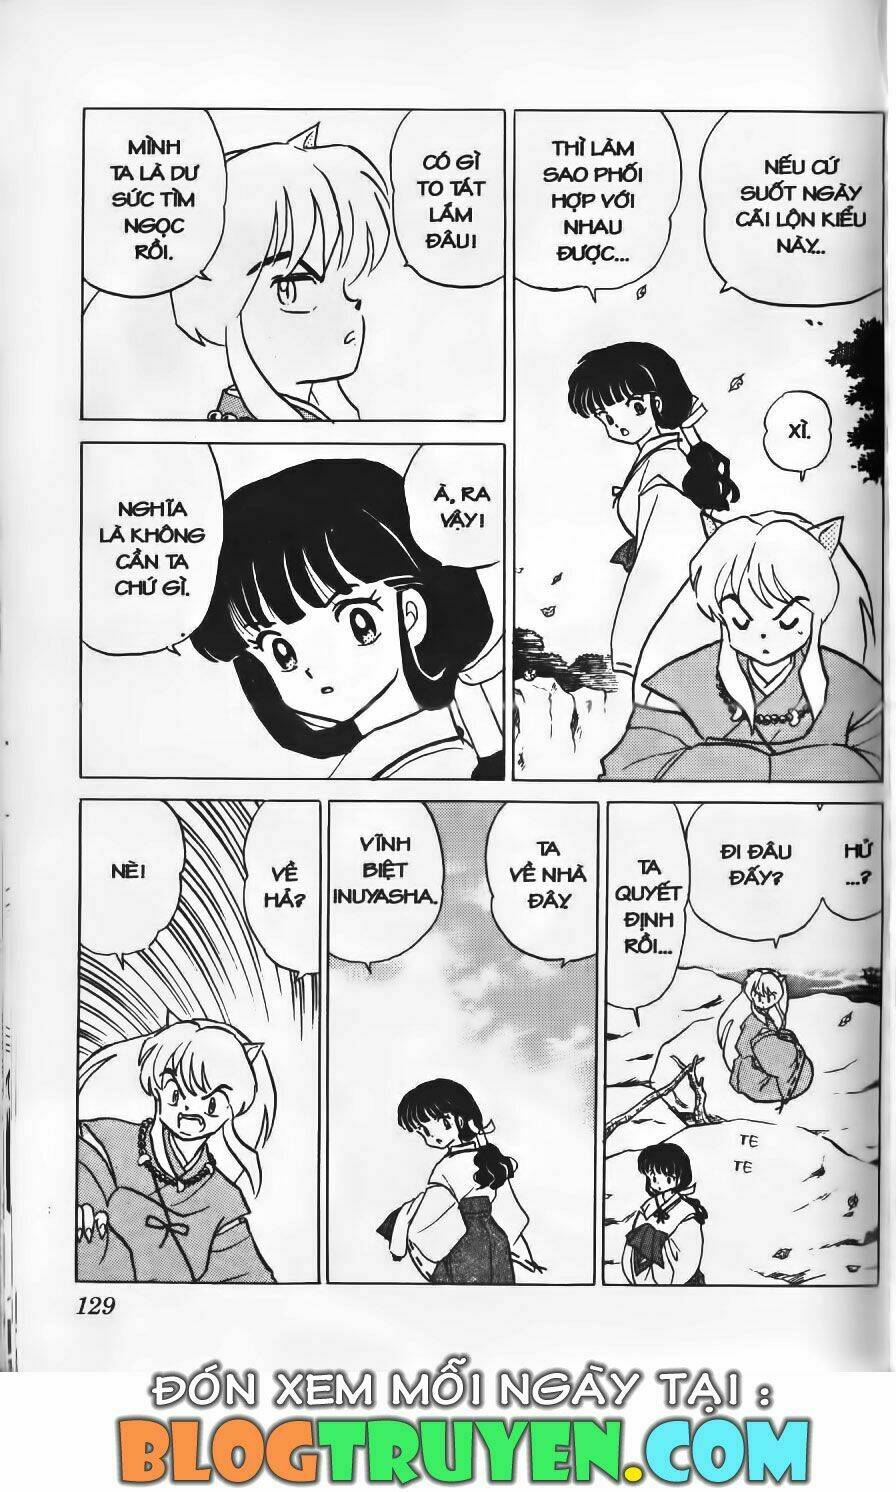 NẾU CỨ
SUỐT NGÀY
CÃI LỘN KIỂU
NÀY...
THÌ LÀM
SAO PHỐI
HỢP VỚI
NHAU
ĐƯỢC...
XÌ.
CÓ GÌ
TO TÁT
LẮM
ĐÂU!
MÌNH
TA LÀ DƯ
SỨC TÌM
NGỌC
RỒI.
À, RA
VẬY!
NGHĨA
LÀ KHÔNG
CẦN TA
CHỨ GÌ.
HỬ
...?
ĐI ĐÂU
ĐẤY?
TA
QUYẾT
ĐỊNH
RỒI...
TE
TE
TA
VỀ NHÀ
ĐÂY.
VĨNH
BIỆT
INUYASHA.
VỀ
HẢ?
NÈ!
129
ĐÓN XEM MỖI NGÀY TẠI :
BLOGTRUYEN.COM